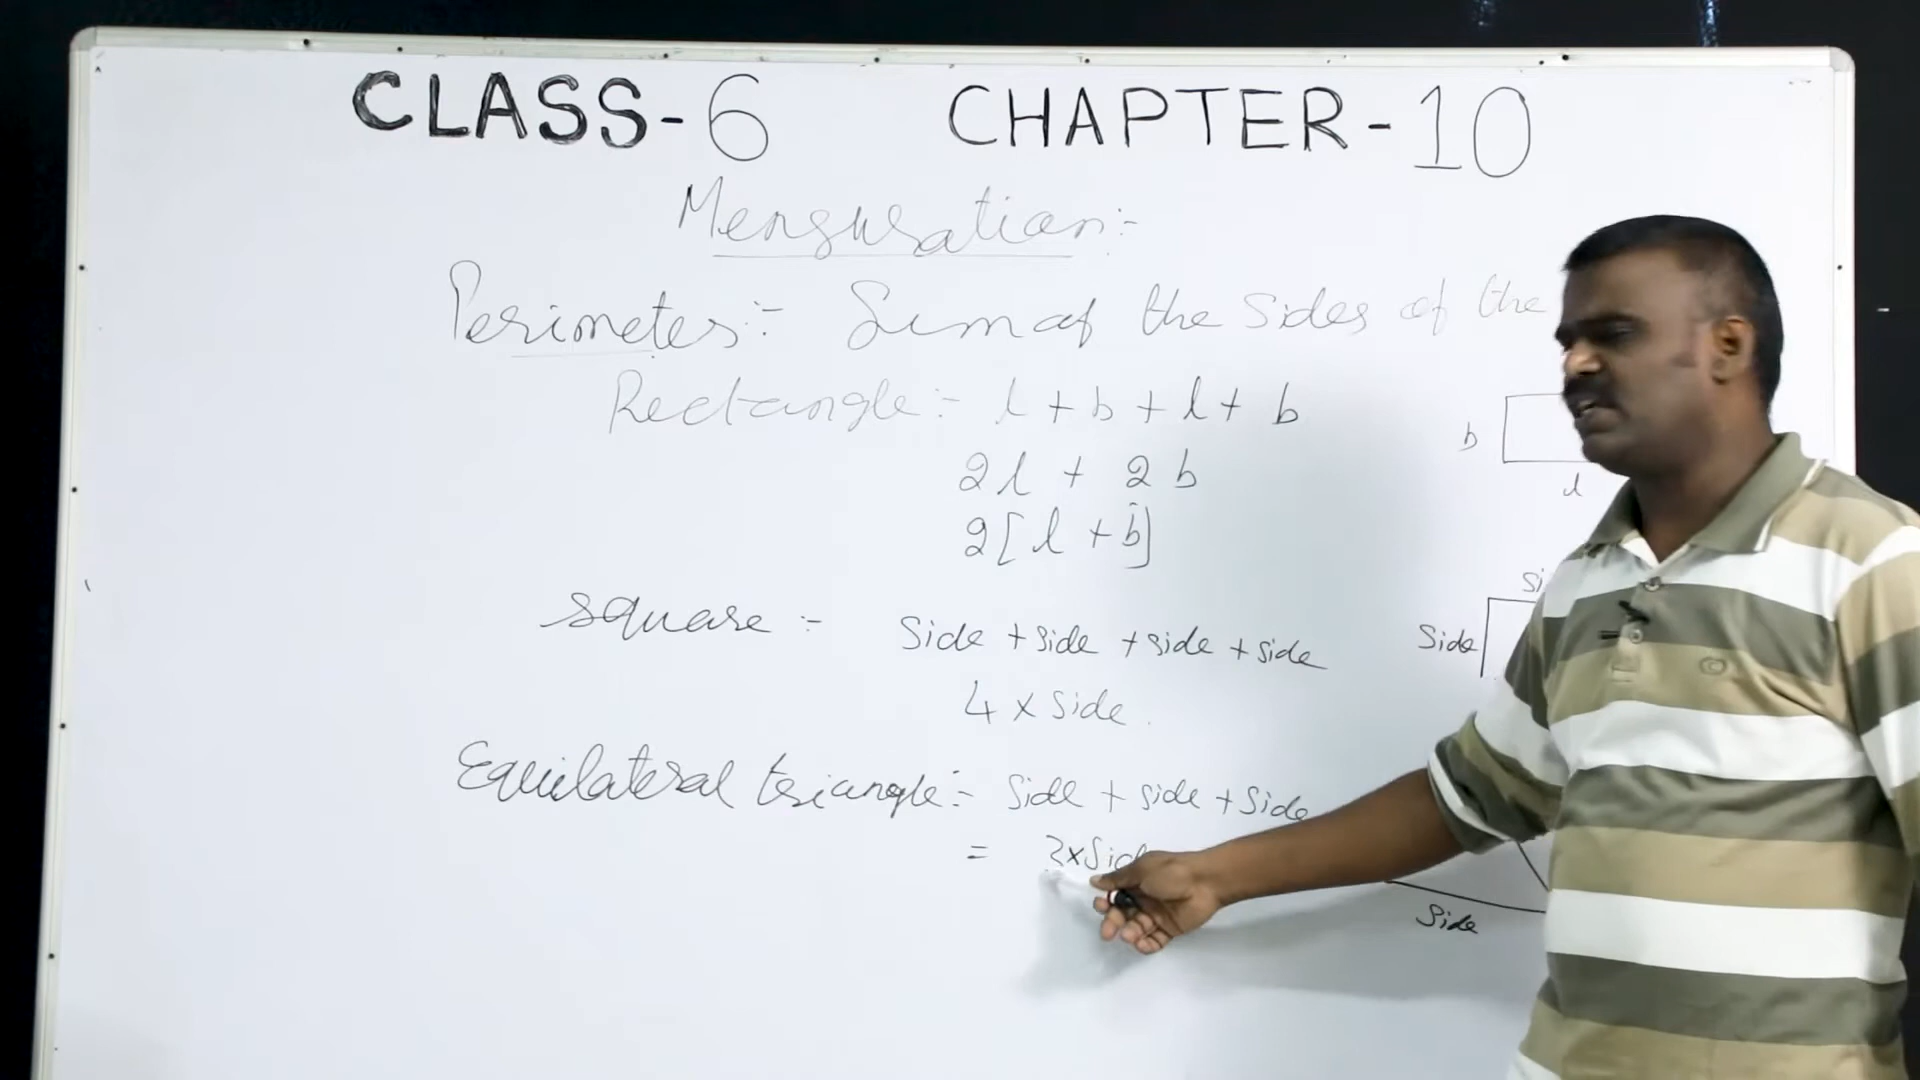 CLASS-6 CHAPTER-10
Mensuration:-
Perimeter:- Sum of the Sides of the
Rectangle:- l + b + l + b
b
2l + 2b
l
2[l + b]
Si
square:- Side + side + side + side
Side
4 x side.
Equilateral triangle:- Side + side + side
= 3xSid
Side